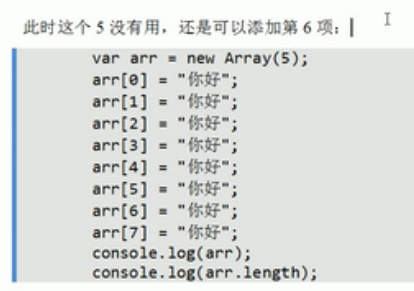 此时这个 5 没有用，还是可以添加第 6 项：
var arr = new Array(5);
arr[0] = "你好";
arr[1] = "你好";
arr[2] = "你好";
arr[3] = "你好";
arr[4] = "你好";
arr[5] = "你好";
arr[6] = "你好";
arr[7] = "你好";
console.log(arr);
console.log(arr.length);